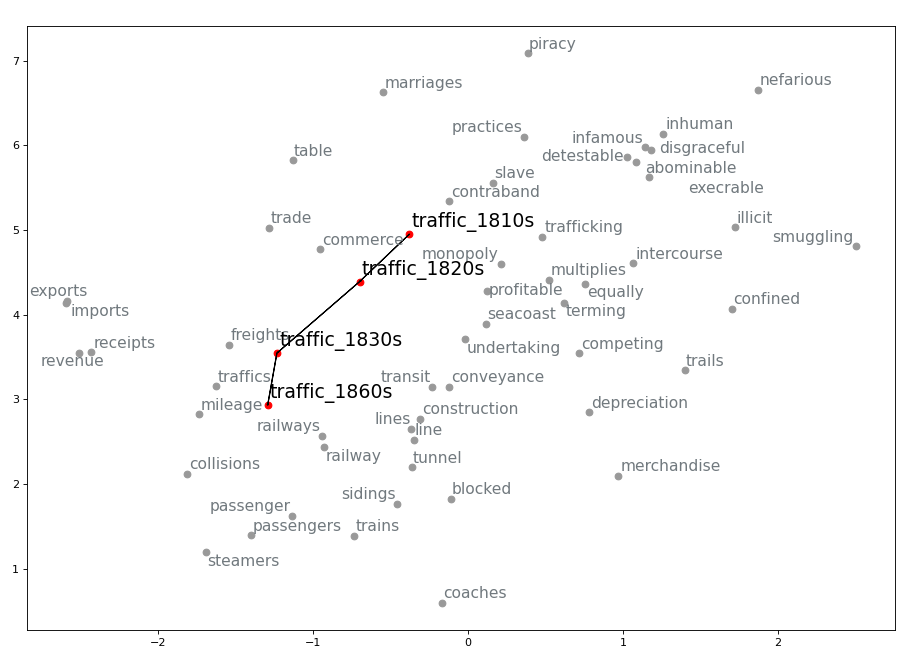 piracy
7
marriages
nefarious
practices
inhuman
infamous
6
disgraceful
table
detestable
abominable
slave
execrable
contraband
trade
traffic_1810s
illicit
trafficking
5
commerce
smuggling
monopoly
intercourse
traffic_1820s
multiplies
exports
profitable
equally
confined
4
imports
seacoast
terming
freights
traffic_1830s
receipts
undertaking
competing
revenue
trails
traffics
transit
conveyance
traffic_1860s
3
mileage
construction
depreciation
lines
line
railways
railway
tunnel
collisions
merchandise
2
sidings
blocked
passenger
passengers
trains
steamers
1
coaches
−2
−1
0
1
2